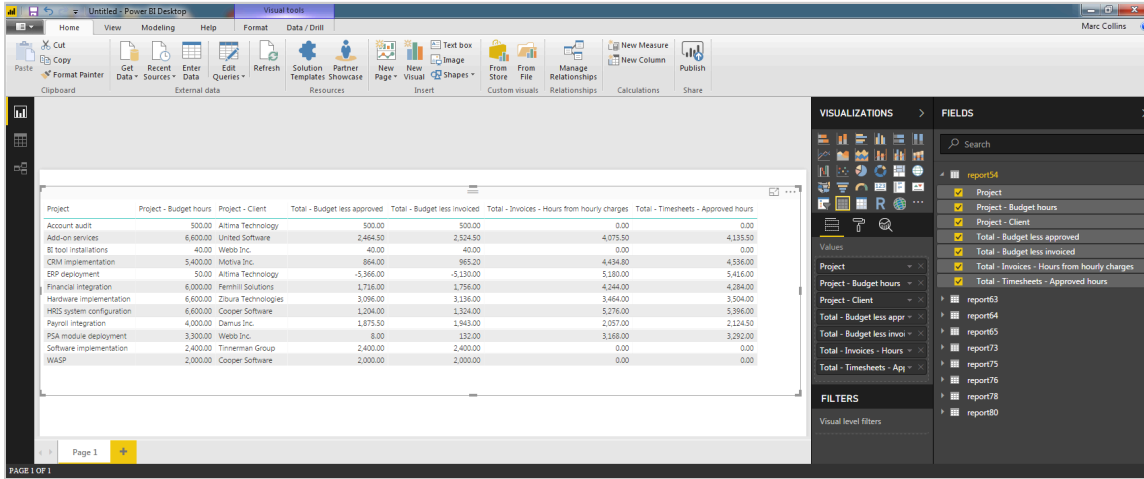 Untitled - Power BI Desktop
Visual tools
Home View Modeling Help Format Data / Drill
Marc Collins
Paste
Cut
Copy
Format Painter
Clipboard
Get Data
Recent Sources
Enter Data
Edit Queries
Refresh
External data
Solution Templates
Partner Showcase
Resources
New Page
New Visual
Text box
Image
Shapes
Insert
From Store
From File
Custom visuals
Manage Relationships
Relationships
New Measure
New Column
Calculations
Publish
Share
Project Project - Budget hours Project - Client Total - Budget less approved Total - Budget less invoiced Total - Invoices - Hours from hourly charges Total - Timesheets - Approved hours
Account audit 500.00 Altima Technology 500.00 500.00 0.00 0.00
Add-on services 6,600.00 United Software 2,464.50 2,524.50 4,075.50 4,135.50
BI tool installations 40.00 Webb Inc. 40.00 40.00 0.00 0.00
CRM implementation 5,400.00 Motiva Inc. 864.00 965.20 4,434.80 4,536.00
ERP deployment 50.00 Altima Technology -5,366.00 -5,130.00 5,180.00 5,416.00
Financial integration 6,000.00 Fernhill Solutions 1,716.00 1,756.00 4,244.00 4,284.00
Hardware implementation 6,600.00 Zibura Technologies 3,096.00 3,136.00 3,464.00 3,504.00
HRIS system configuration 6,600.00 Cooper Software 1,204.00 1,324.00 5,276.00 5,396.00
Payroll integration 4,000.00 Damus Inc. 1,875.50 1,943.00 2,057.00 2,124.50
PSA module deployment 3,300.00 Webb Inc. 8.00 132.00 3,168.00 3,292.00
Software implementation 2,400.00 Tinnerman Group 2,400.00 2,400.00 0.00 0.00
WASP 2,000.00 Cooper Software 2,000.00 2,000.00 0.00 0.00
Page 1
PAGE 1 OF 1
VISUALIZATIONS
R
Values
Project
Project - Budget hours
Project - Client
Total - Budget less appr
Total - Budget less invoi
Total - Invoices - Hours
Total - Timesheets - App
FILTERS
Visual level filters
FIELDS
Search
report54
Project
Project - Budget hours
Project - Client
Total - Budget less approved
Total - Budget less invoiced
Total - Invoices - Hours from hourly charges
Total - Timesheets - Approved hours
report63
report64
report65
report73
report75
report76
report78
report80